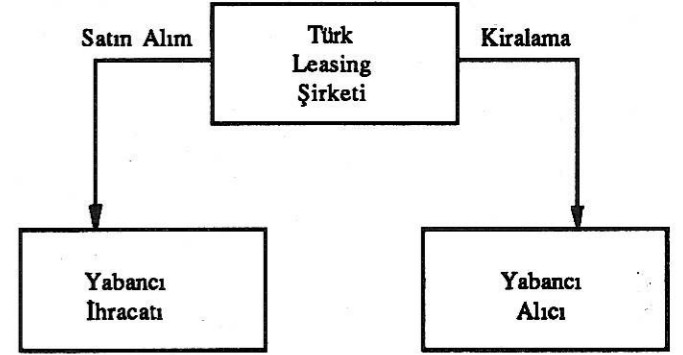 Satın Alım
Türk
Leasing
Şirketi
Kiralama
Yabancı
İhracatı
Yabancı
Alıcı